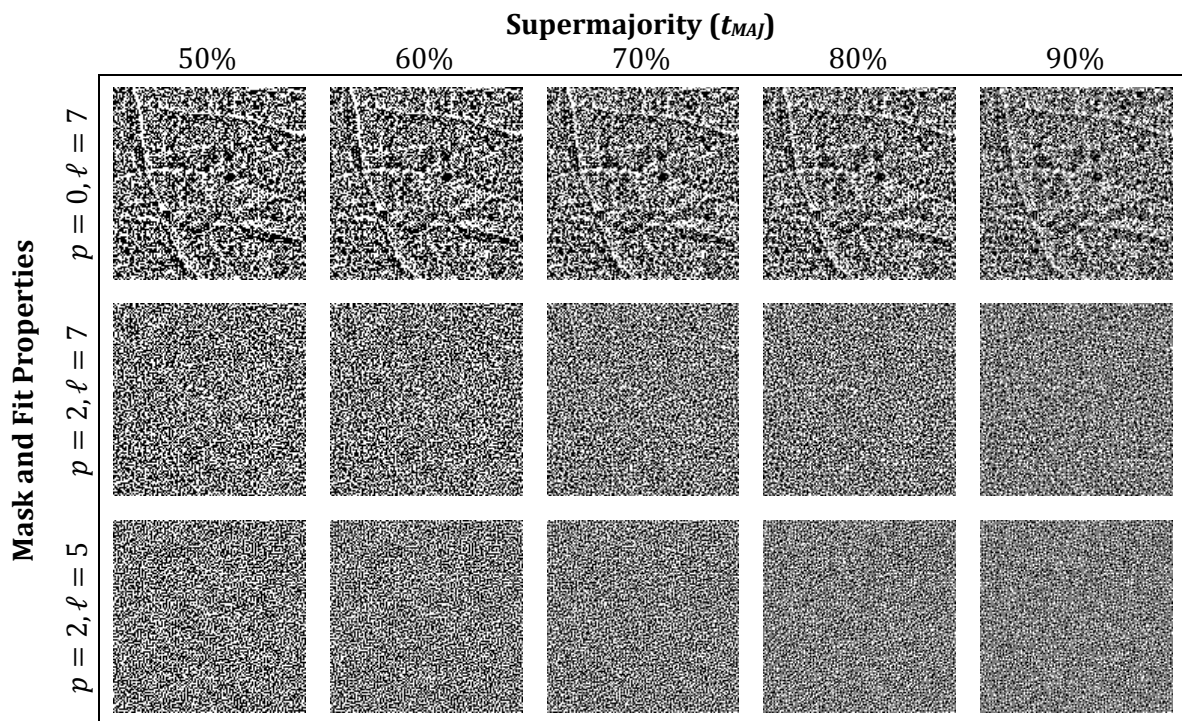 Supermajority (tMAJ)
50% 60% 70% 80% 90%
Mask and Fit Properties
p = 0, ℓ = 7
p = 2, ℓ = 7
p = 2, ℓ = 5